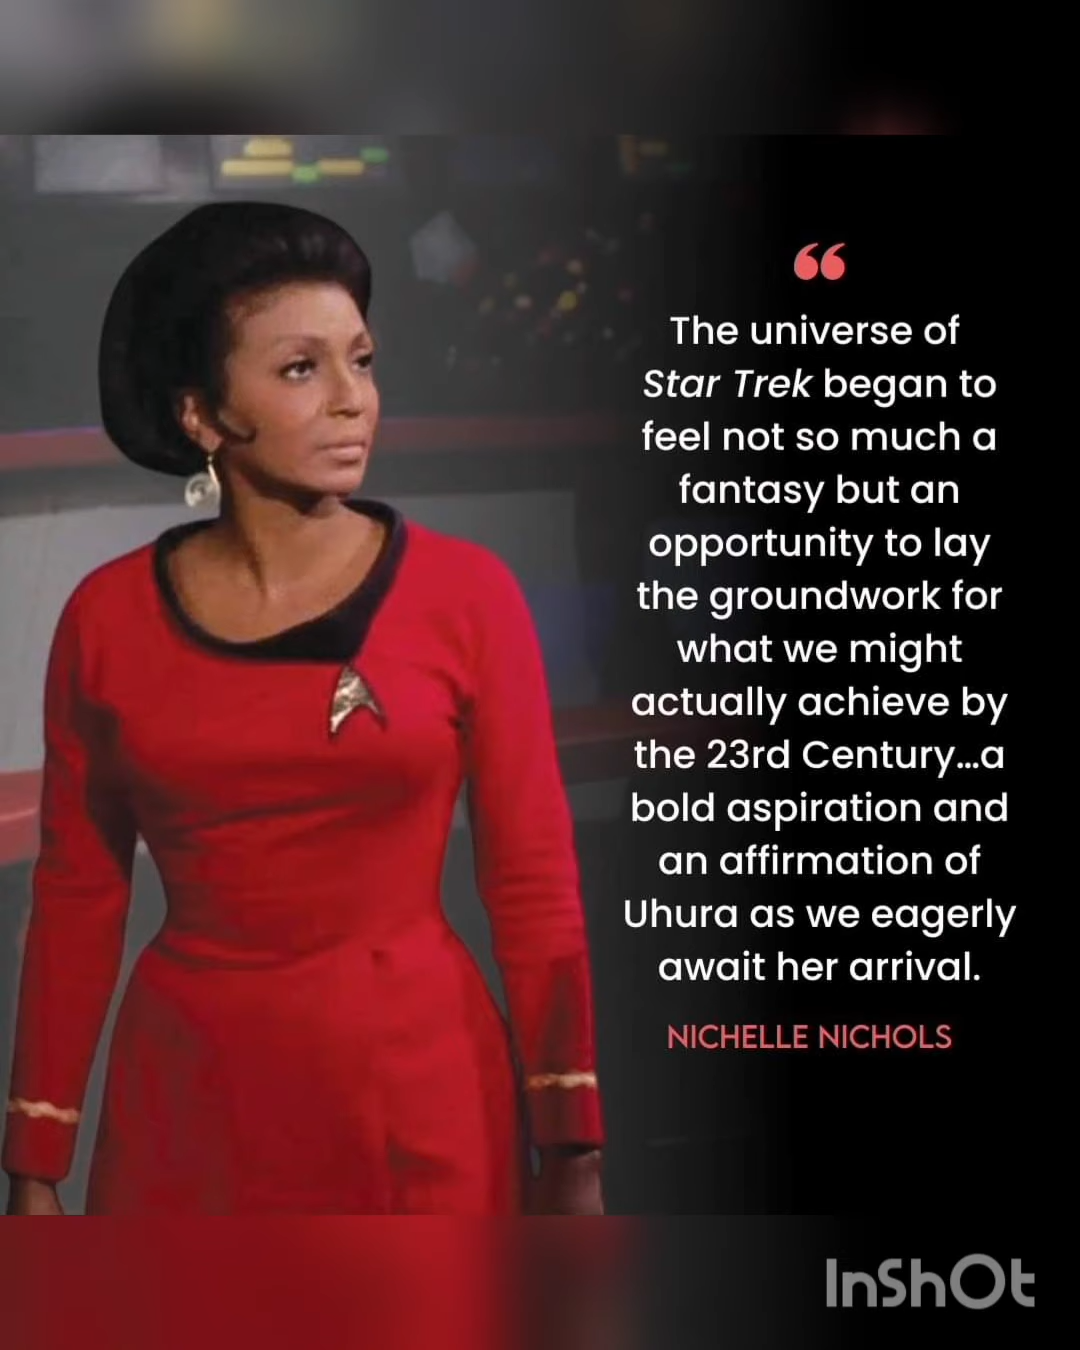 “
The universe of
Star Trek began to
feel not so much a
fantasy but an
opportunity to lay
the groundwork for
what we might
actually achieve by
the 23rd Century...a
bold aspiration and
an affirmation of
Uhura as we eagerly
await her arrival.
NICHELLE NICHOLS
InShOt